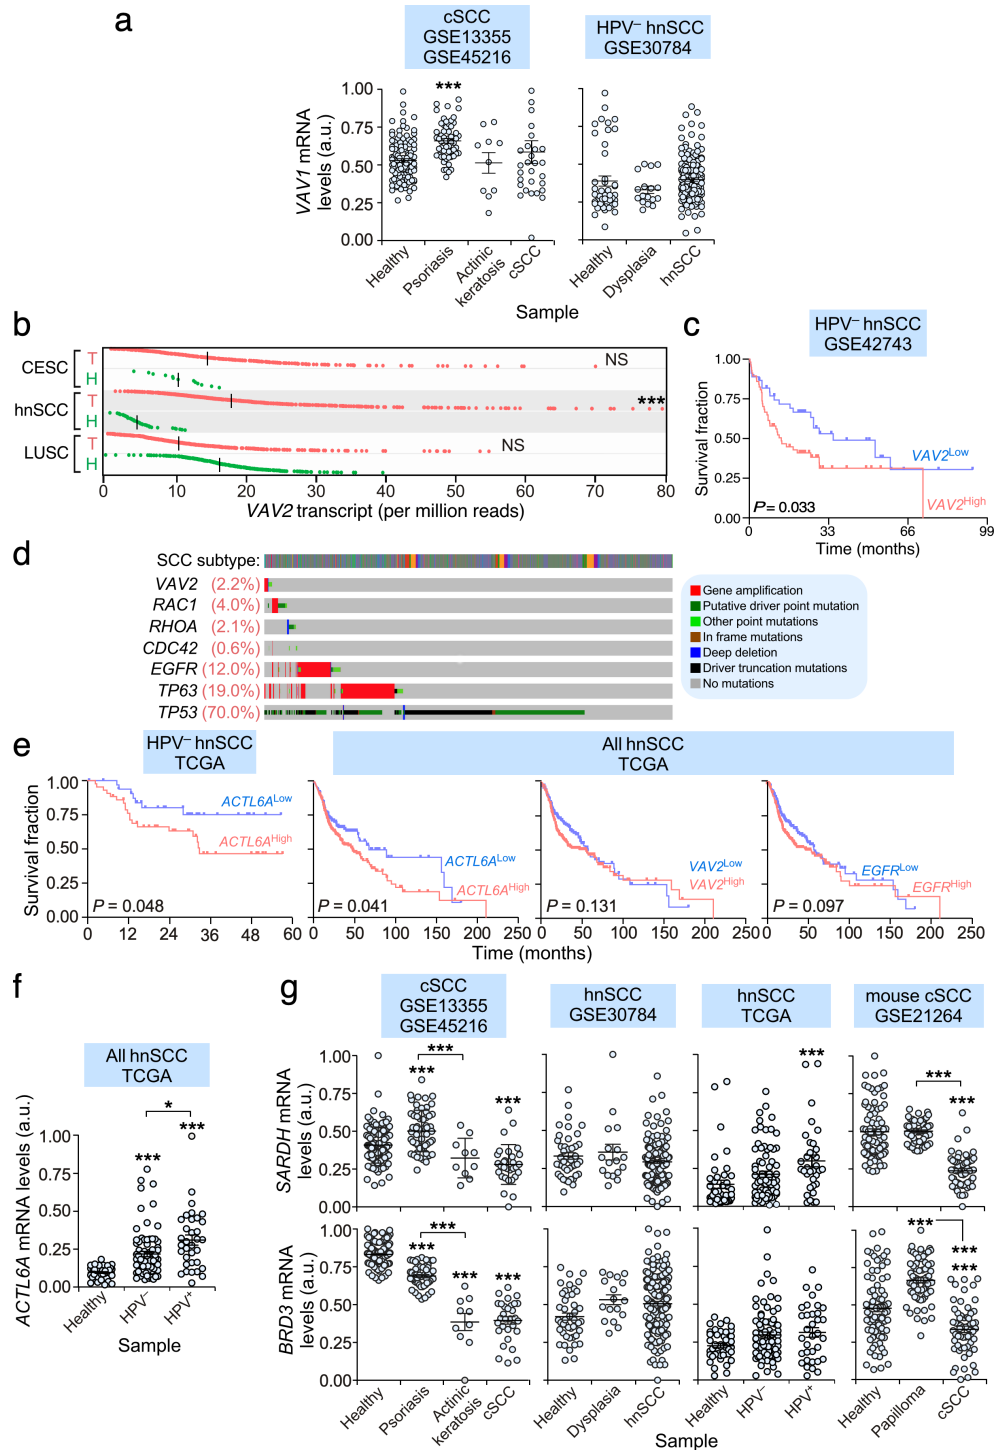 a
cSCC
GSE13355
GSE45216
HPV– hnSCC
GSE30784
VAV1 mRNA
levels (a.u.)
1.00
0.75
0.50
0.25
0.00
***
Healthy
Psoriasis
Actinic
keratosis
cSCC
Healthy
Dysplasia
hnSCC
Sample
b
CESC
T
H
NS
hnSCC
T
H
***
LUSC
T
H
NS
0 10 20 30 40 50 60 70 80
VAV2 transcript (per million reads)
c
HPV– hnSCC
GSE42743
Survival fraction
1.00
0.75
0.50
0.25
0
VAV2Low
VAV2High
P = 0.033
0 33 66 99
Time (months)
d
SCC subtype:
VAV2 (2.2%)
RAC1 (4.0%)
RHOA (2.1%)
CDC42 (0.6%)
EGFR (12.0%)
TP63 (19.0%)
TP53 (70.0%)
Gene amplification
Putative driver point mutation
Other point mutations
In frame mutations
Deep deletion
Driver truncation mutations
No mutations
e
HPV– hnSCC
TCGA
All hnSCC
TCGA
Survival fraction
1.00
0.75
0.50
0.25
0.00
ACTL6ALow
ACTL6AHigh
P = 0.048
0 12 24 36 48 60
ACTL6ALow
ACTL6AHigh
P = 0.041
0 50 100 150 200 250
VAV2Low
VAV2High
P = 0.131
0 50 100 150 200 250
EGFRLow
EGFRHigh
P = 0.097
0 50 100 150 200 250
Time (months)
f
All hnSCC
TCGA
ACTL6A mRNA levels (a.u.)
1.00
0.75
0.50
0.25
0.00
*
***
***
Healthy
HPV–
HPV+
Sample
g
cSCC
GSE13355
GSE45216
hnSCC
GSE30784
hnSCC
TCGA
mouse cSCC
GSE21264
SARDH mRNA
levels (a.u.)
1.00
0.75
0.50
0.25
0.00
***
***
***
***
***
***
BRD3 mRNA
levels (a.u.)
1.00
0.75
0.50
0.25
0.00
***
***
***
***
***
***
***
Healthy
Psoriasis
Actinic
keratosis
cSCC
Healthy
Dysplasia
hnSCC
Healthy
HPV–
HPV+
Healthy
Papilloma
cSCC
Sample